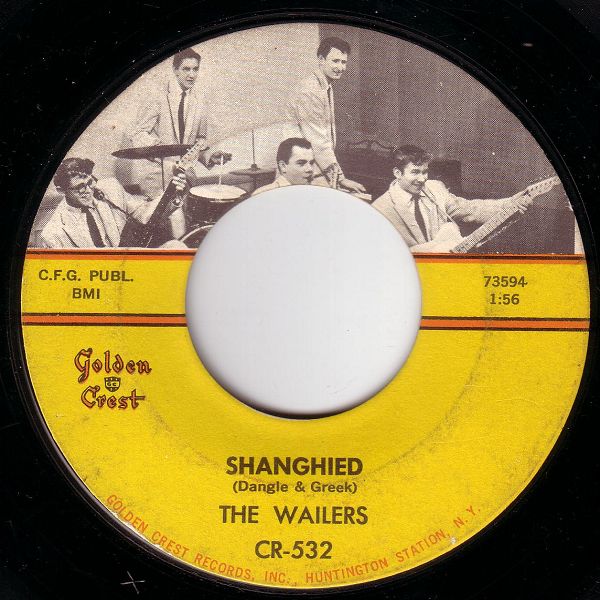 C.F.G. PUBL.
BMI
73594
1:56
Golden
C.C.
Crest
SHANGHIED
(Dangle & Greek)
THE WAILERS
CR-532
GOLDEN CREST RECORDS, INC., HUNTINGTON STATION, N.Y.